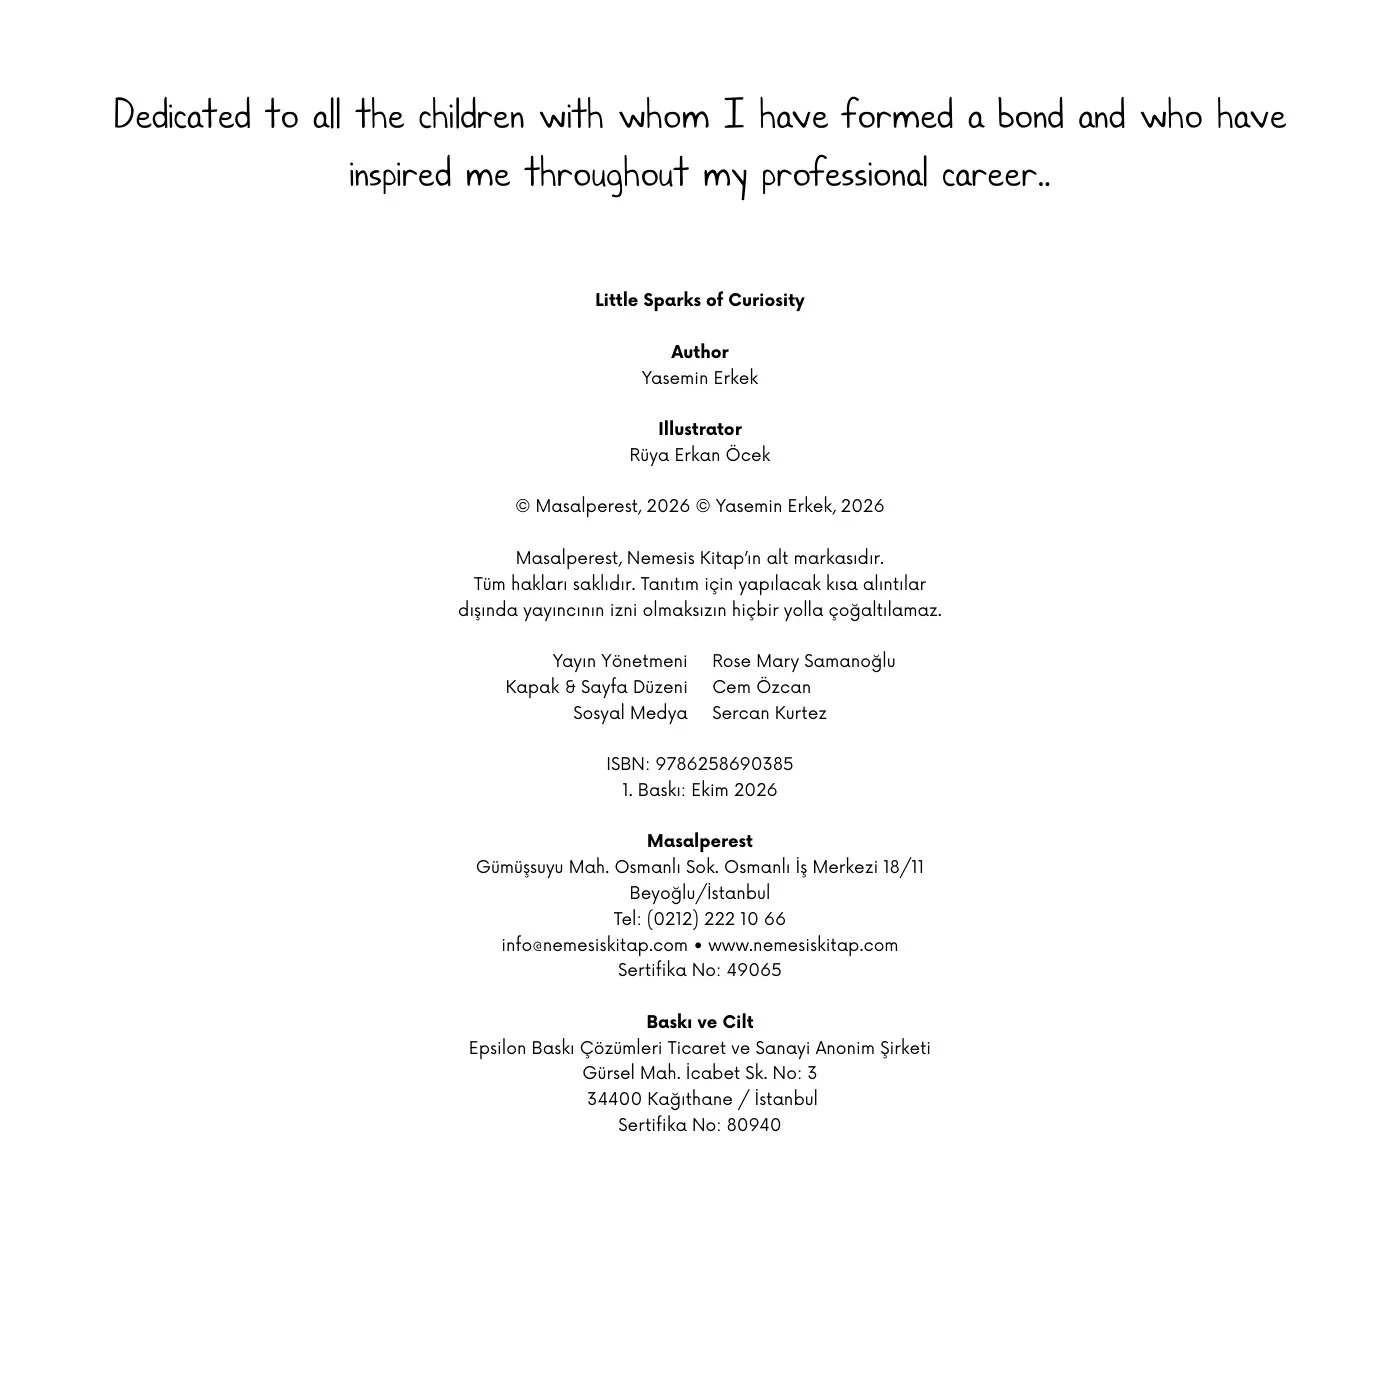 Dedicated to all the children with whom I have formed a bond and who have
inspired me throughout my professional career..
Little Sparks of Curiosity
Author
Yasemin Erkek
Illustrator
Rüya Erkan Öcek
© Masalperest, 2026 © Yasemin Erkek, 2026
Masalperest, Nemesis Kitap’ın alt markasıdır.
Tüm hakları saklıdır. Tanıtım için yapılacak kısa alıntılar
dışında yayıncının izni olmaksızın hiçbir yolla çoğaltılamaz.
Yayın Yönetmeni Rose Mary Samanoğlu
Kapak & Sayfa Düzeni Cem Özcan
Sosyal Medya Sercan Kurtez
ISBN: 9786258690385
1. Baskı: Ekim 2026
Masalperest
Gümüşsuyu Mah. Osmanlı Sok. Osmanlı İş Merkezi 18/11
Beyoğlu/İstanbul
Tel: (0212) 222 10 66
info@nemesiskitap.com • www.nemesiskitap.com
Sertifika No: 49065
Baskı ve Cilt
Epsilon Baskı Çözümleri Ticaret ve Sanayi Anonim Şirketi
Gürsel Mah. İcabet Sk. No: 3
34400 Kağıthane / İstanbul
Sertifika No: 80940